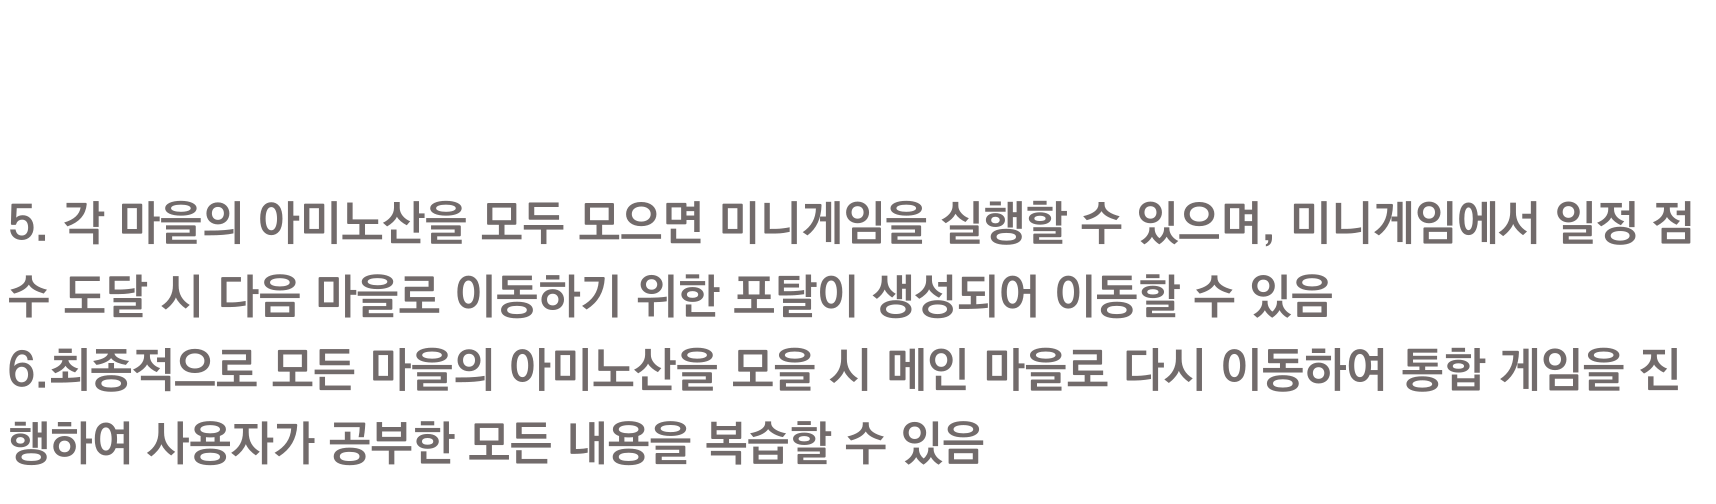 5. 각 마을의 아미노산을 모두 모으면 미니게임을 실행할 수 있으며, 미니게임에서 일정 점
수 도달 시 다음 마을로 이동하기 위한 포탈이 생성되어 이동할 수 있음
6.최종적으로 모든 마을의 아미노산을 모을 시 메인 마을로 다시 이동하여 통합 게임을 진
행하여 사용자가 공부한 모든 내용을 복습할 수 있음